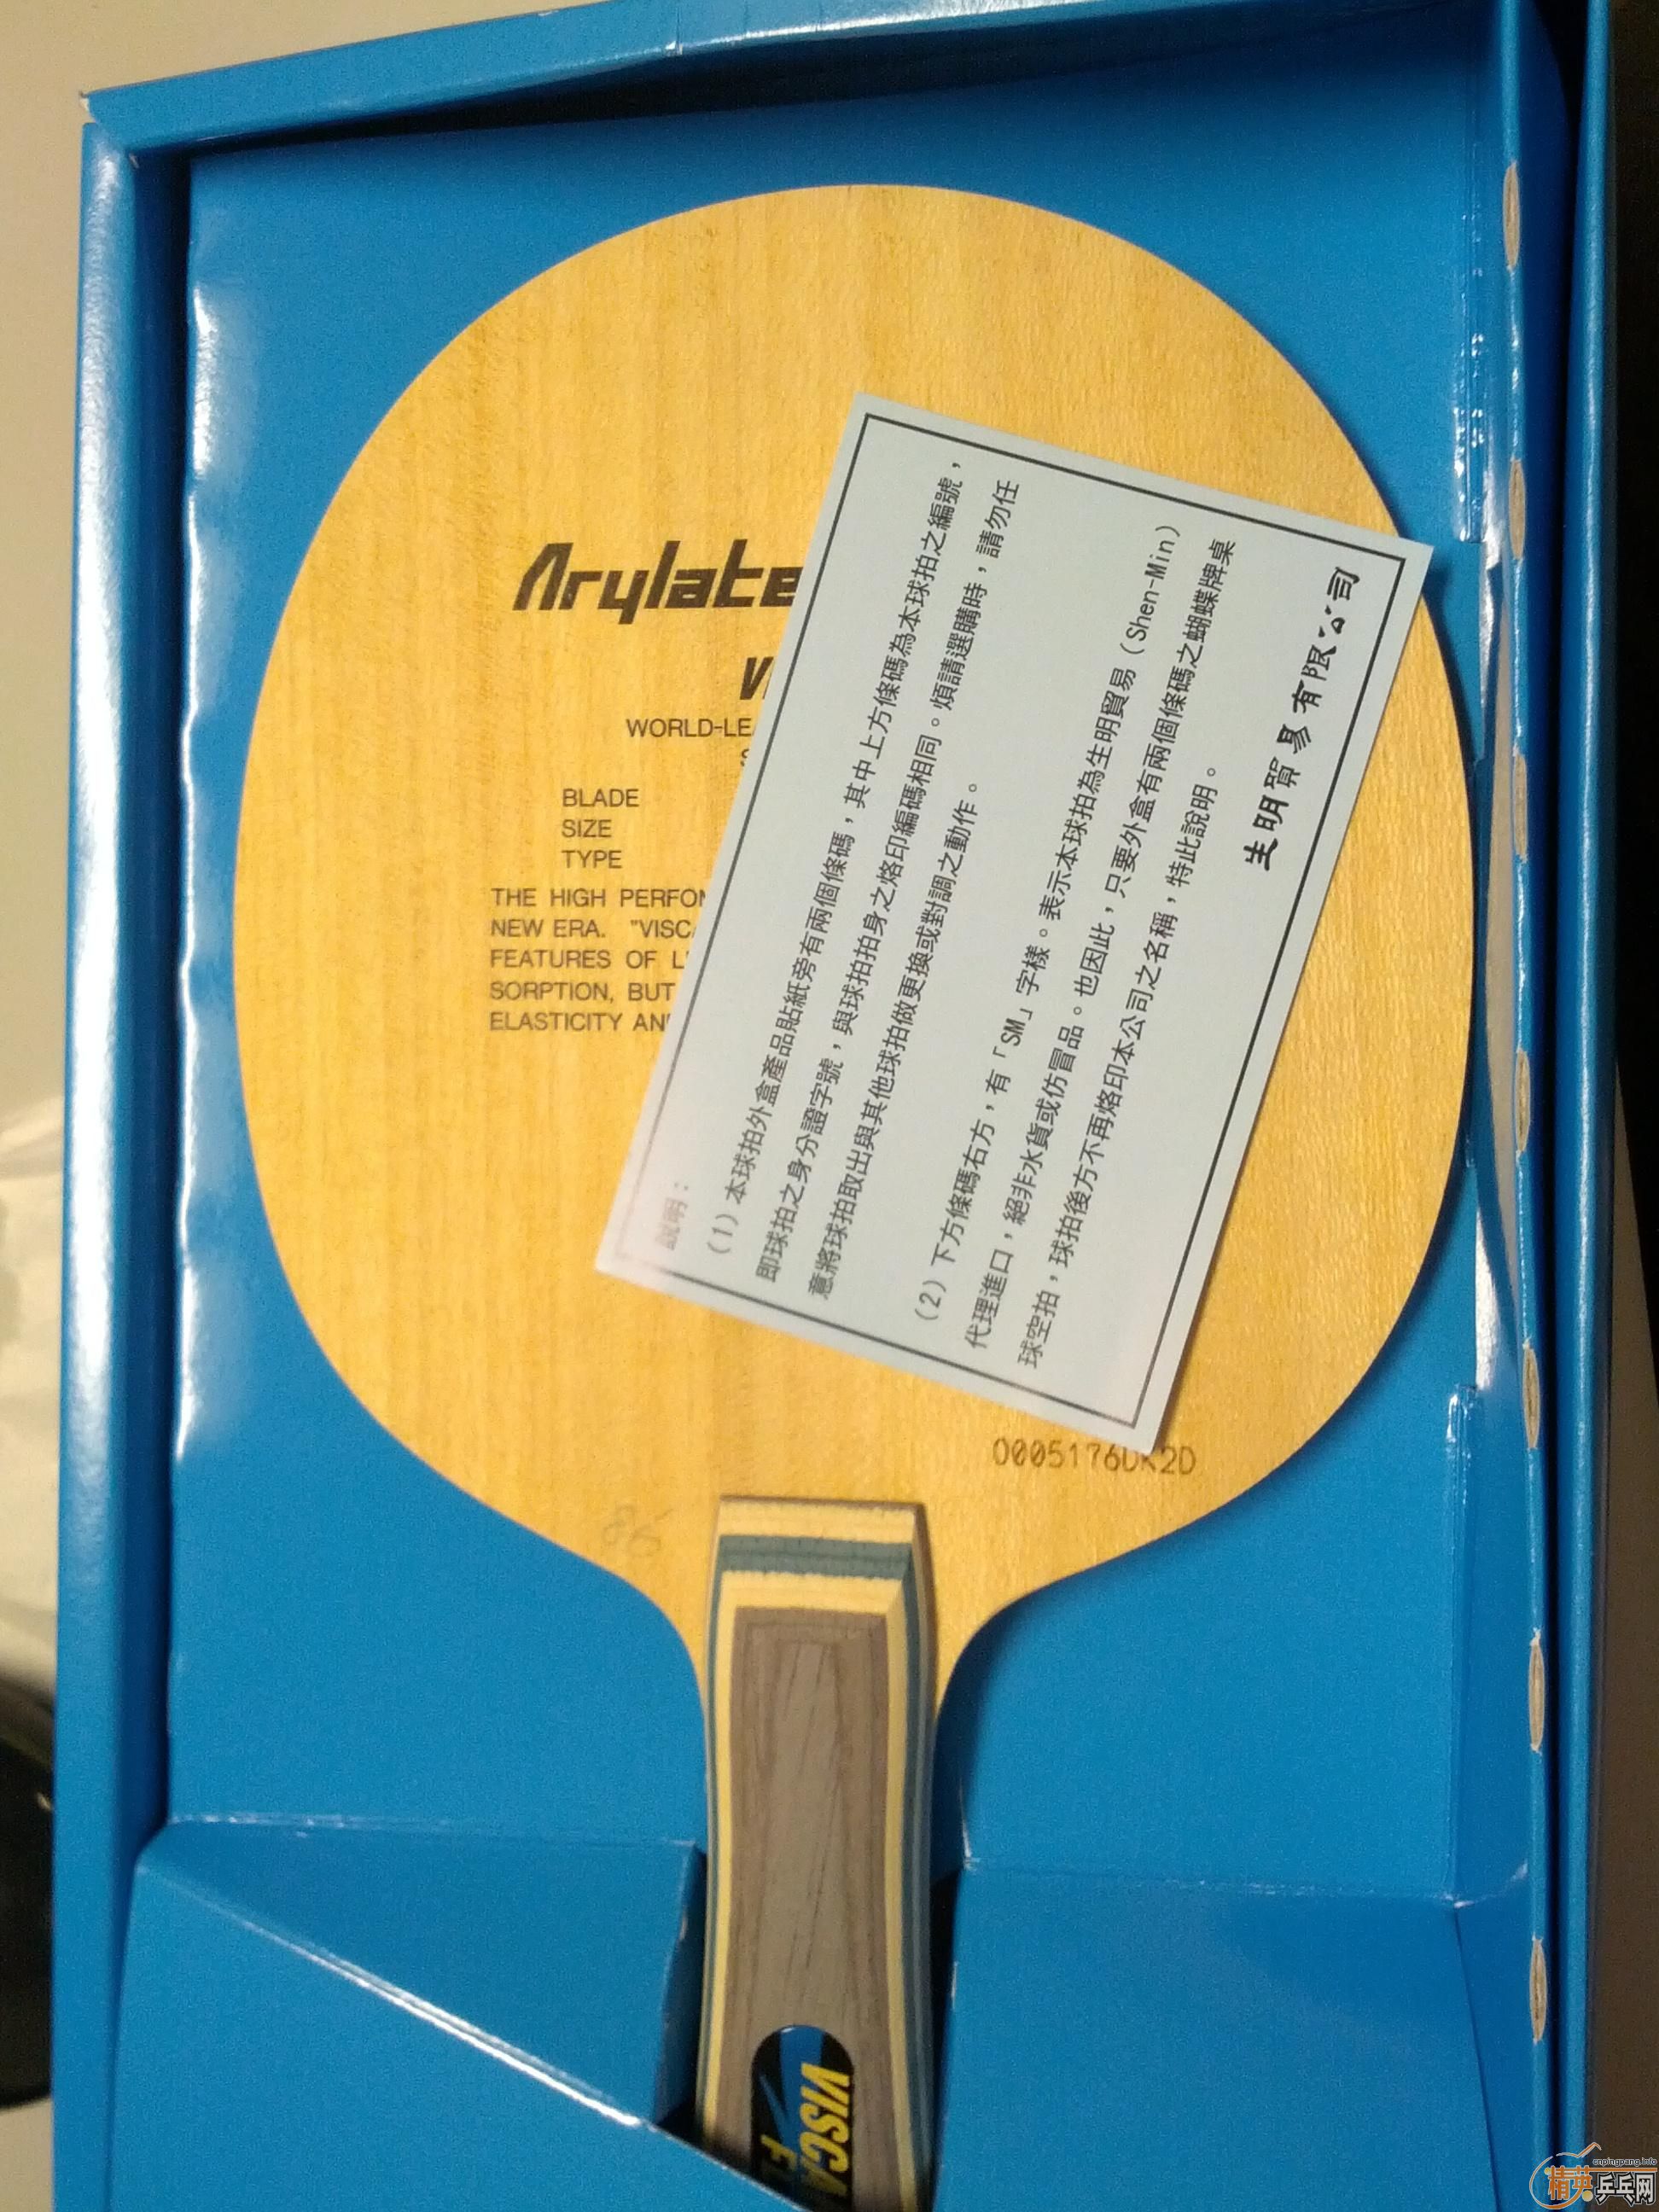 Arylate
WORLD-LEA
BLADE
SIZE
TYPE
THE HIGH PERFOR
NEW ERA. "VISCA
FEATURES OF LI
SORPTION, BUT
ELASTICITY AN
說明：
（1）本球拍外盒產品貼紙旁有兩個條碼，其中上方條碼為本球拍之編號，
即球拍之身分證字號，與球拍拍身之烙印編碼相同。煩請選購時，請勿任
意將球拍取出與其他球拍做更換或對調之動作。
（2）下方條碼右方，有「SM」字樣。表示本球拍為生明貿易（Shen-Min）
代理進口，絕非水貨或仿冒品。也因此，只要外盒有兩個條碼之蝴蝶牌桌
球空拍，球拍後方不再烙印本公司之名稱，特此說明。
生明貿易有限公司
86
VISCA
F
cnpingpang.info
精英乒乓网